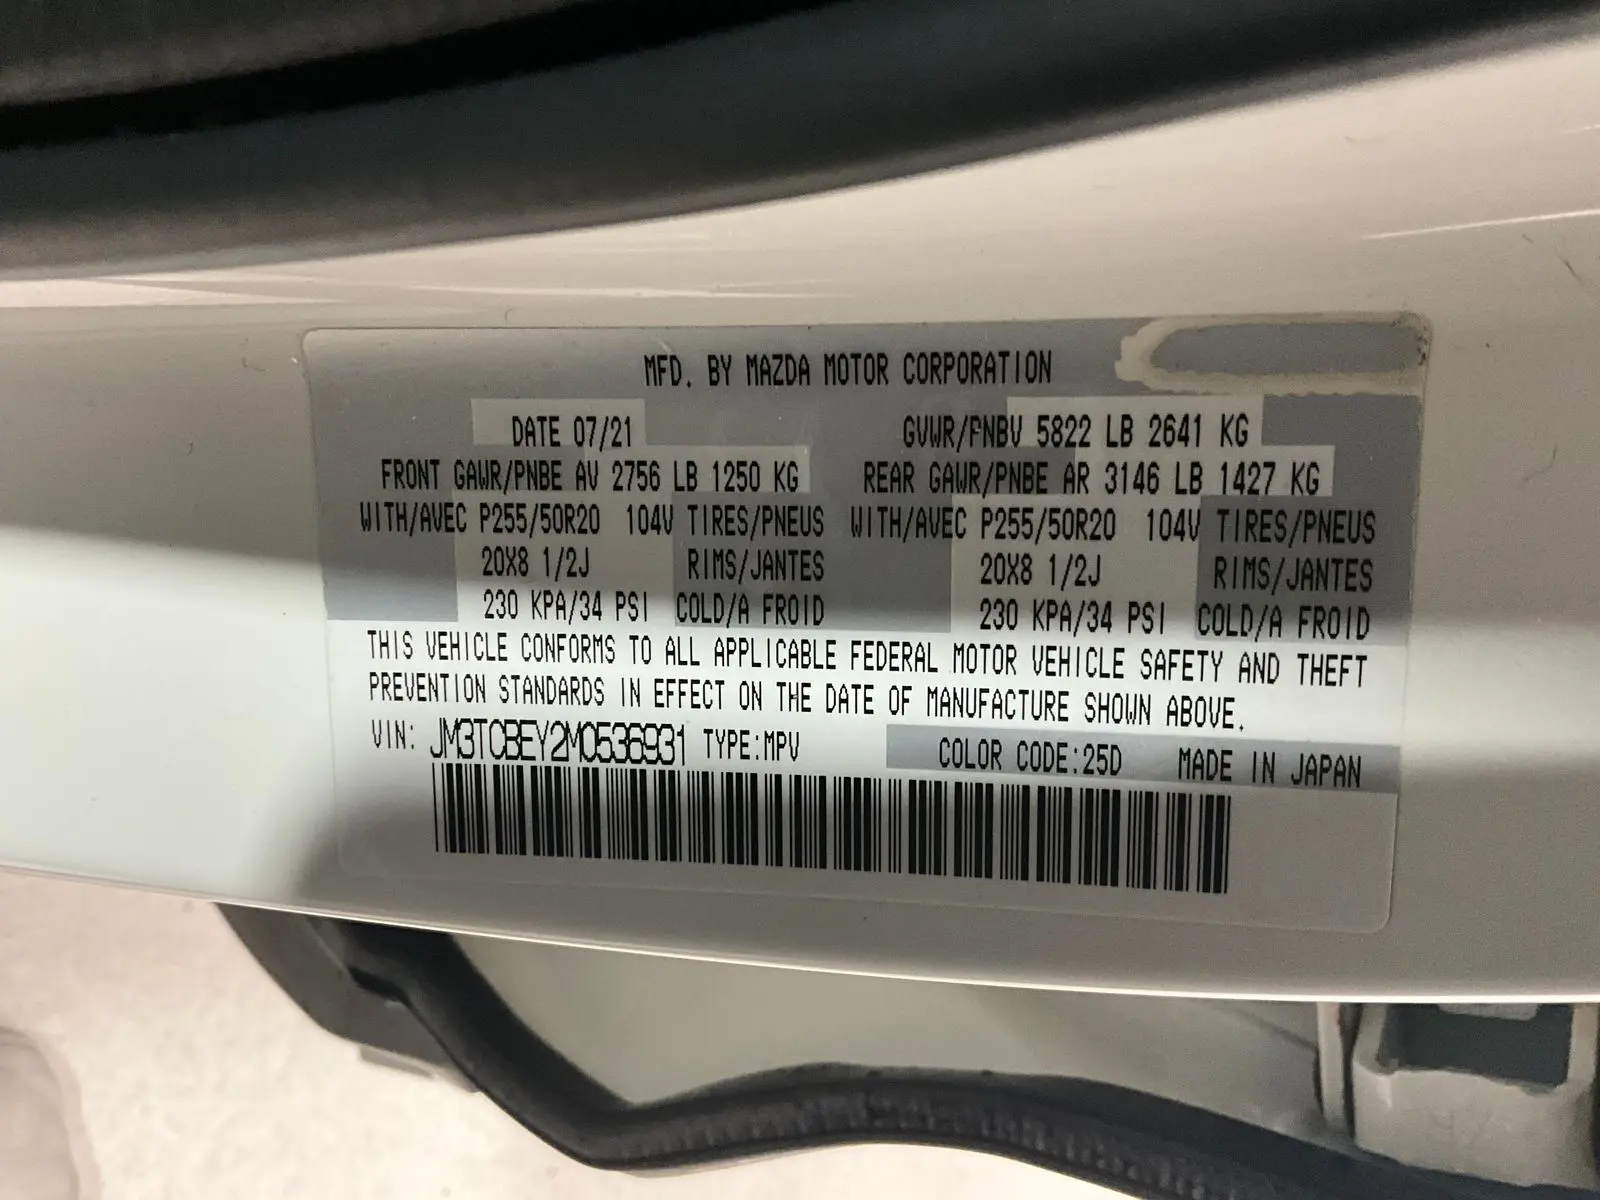 MFD. BY MAZDA MOTOR CORPORATION
DATE 07/21 GVWR/PNBV 5822 LB 2641 KG
FRONT GAWR/PNBE AV 2756 LB 1250 KG REAR GAWR/PNBE AR 3146 LB 1427 KG
WITH/AVEC P255/50R20 104V TIRES/PNEUS WITH/AVEC P255/50R20 104V TIRES/PNEUS
20X8 1/2J RIMS/JANTES 20X8 1/2J RIMS/JANTES
230 KPA/34 PSI COLD/A FROID 230 KPA/34 PSI COLD/A FROID
THIS VEHICLE CONFORMS TO ALL APPLICABLE FEDERAL MOTOR VEHICLE SAFETY AND THEFT
PREVENTION STANDARDS IN EFFECT ON THE DATE OF MANUFACTURE SHOWN ABOVE.
VIN: JM3TCBEY2M0536931 TYPE:MPV COLOR CODE:25D MADE IN JAPAN